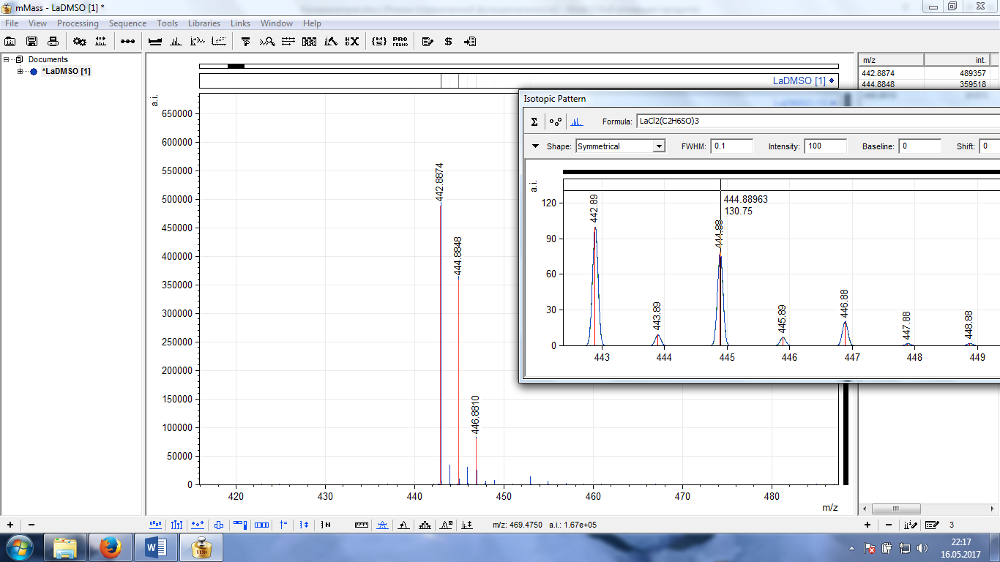 mMass - LaDMSO [1] *
File View Processing Sequence Tools Libraries Links Window Help
Documents
*LaDMSO [1]
LaDMSO [1]
a.i.
650000
600000
550000
500000
450000
400000
350000
300000
250000
200000
150000
100000
50000
0
442.8874
444.8848
446.8810
420 430 440 450 460 470 480
m/z
m/z int.
442.8874 489357
444.8848 359518
Isotopic Pattern
Formula: LaCl2(C2H6SO)3
Shape: Symmetrical FWHM: 0.1 Intensity: 100 Baseline: 0 Shift: 0
a.i.
120
90
60
30
0
442.89
443.89
444.88
444.88963
130.75
445.89
446.88
447.88
448.88
443 444 445 446 447 448 449
m/z: 469.4750 a.i.: 1.67e+05
3
22:17
16.05.2017